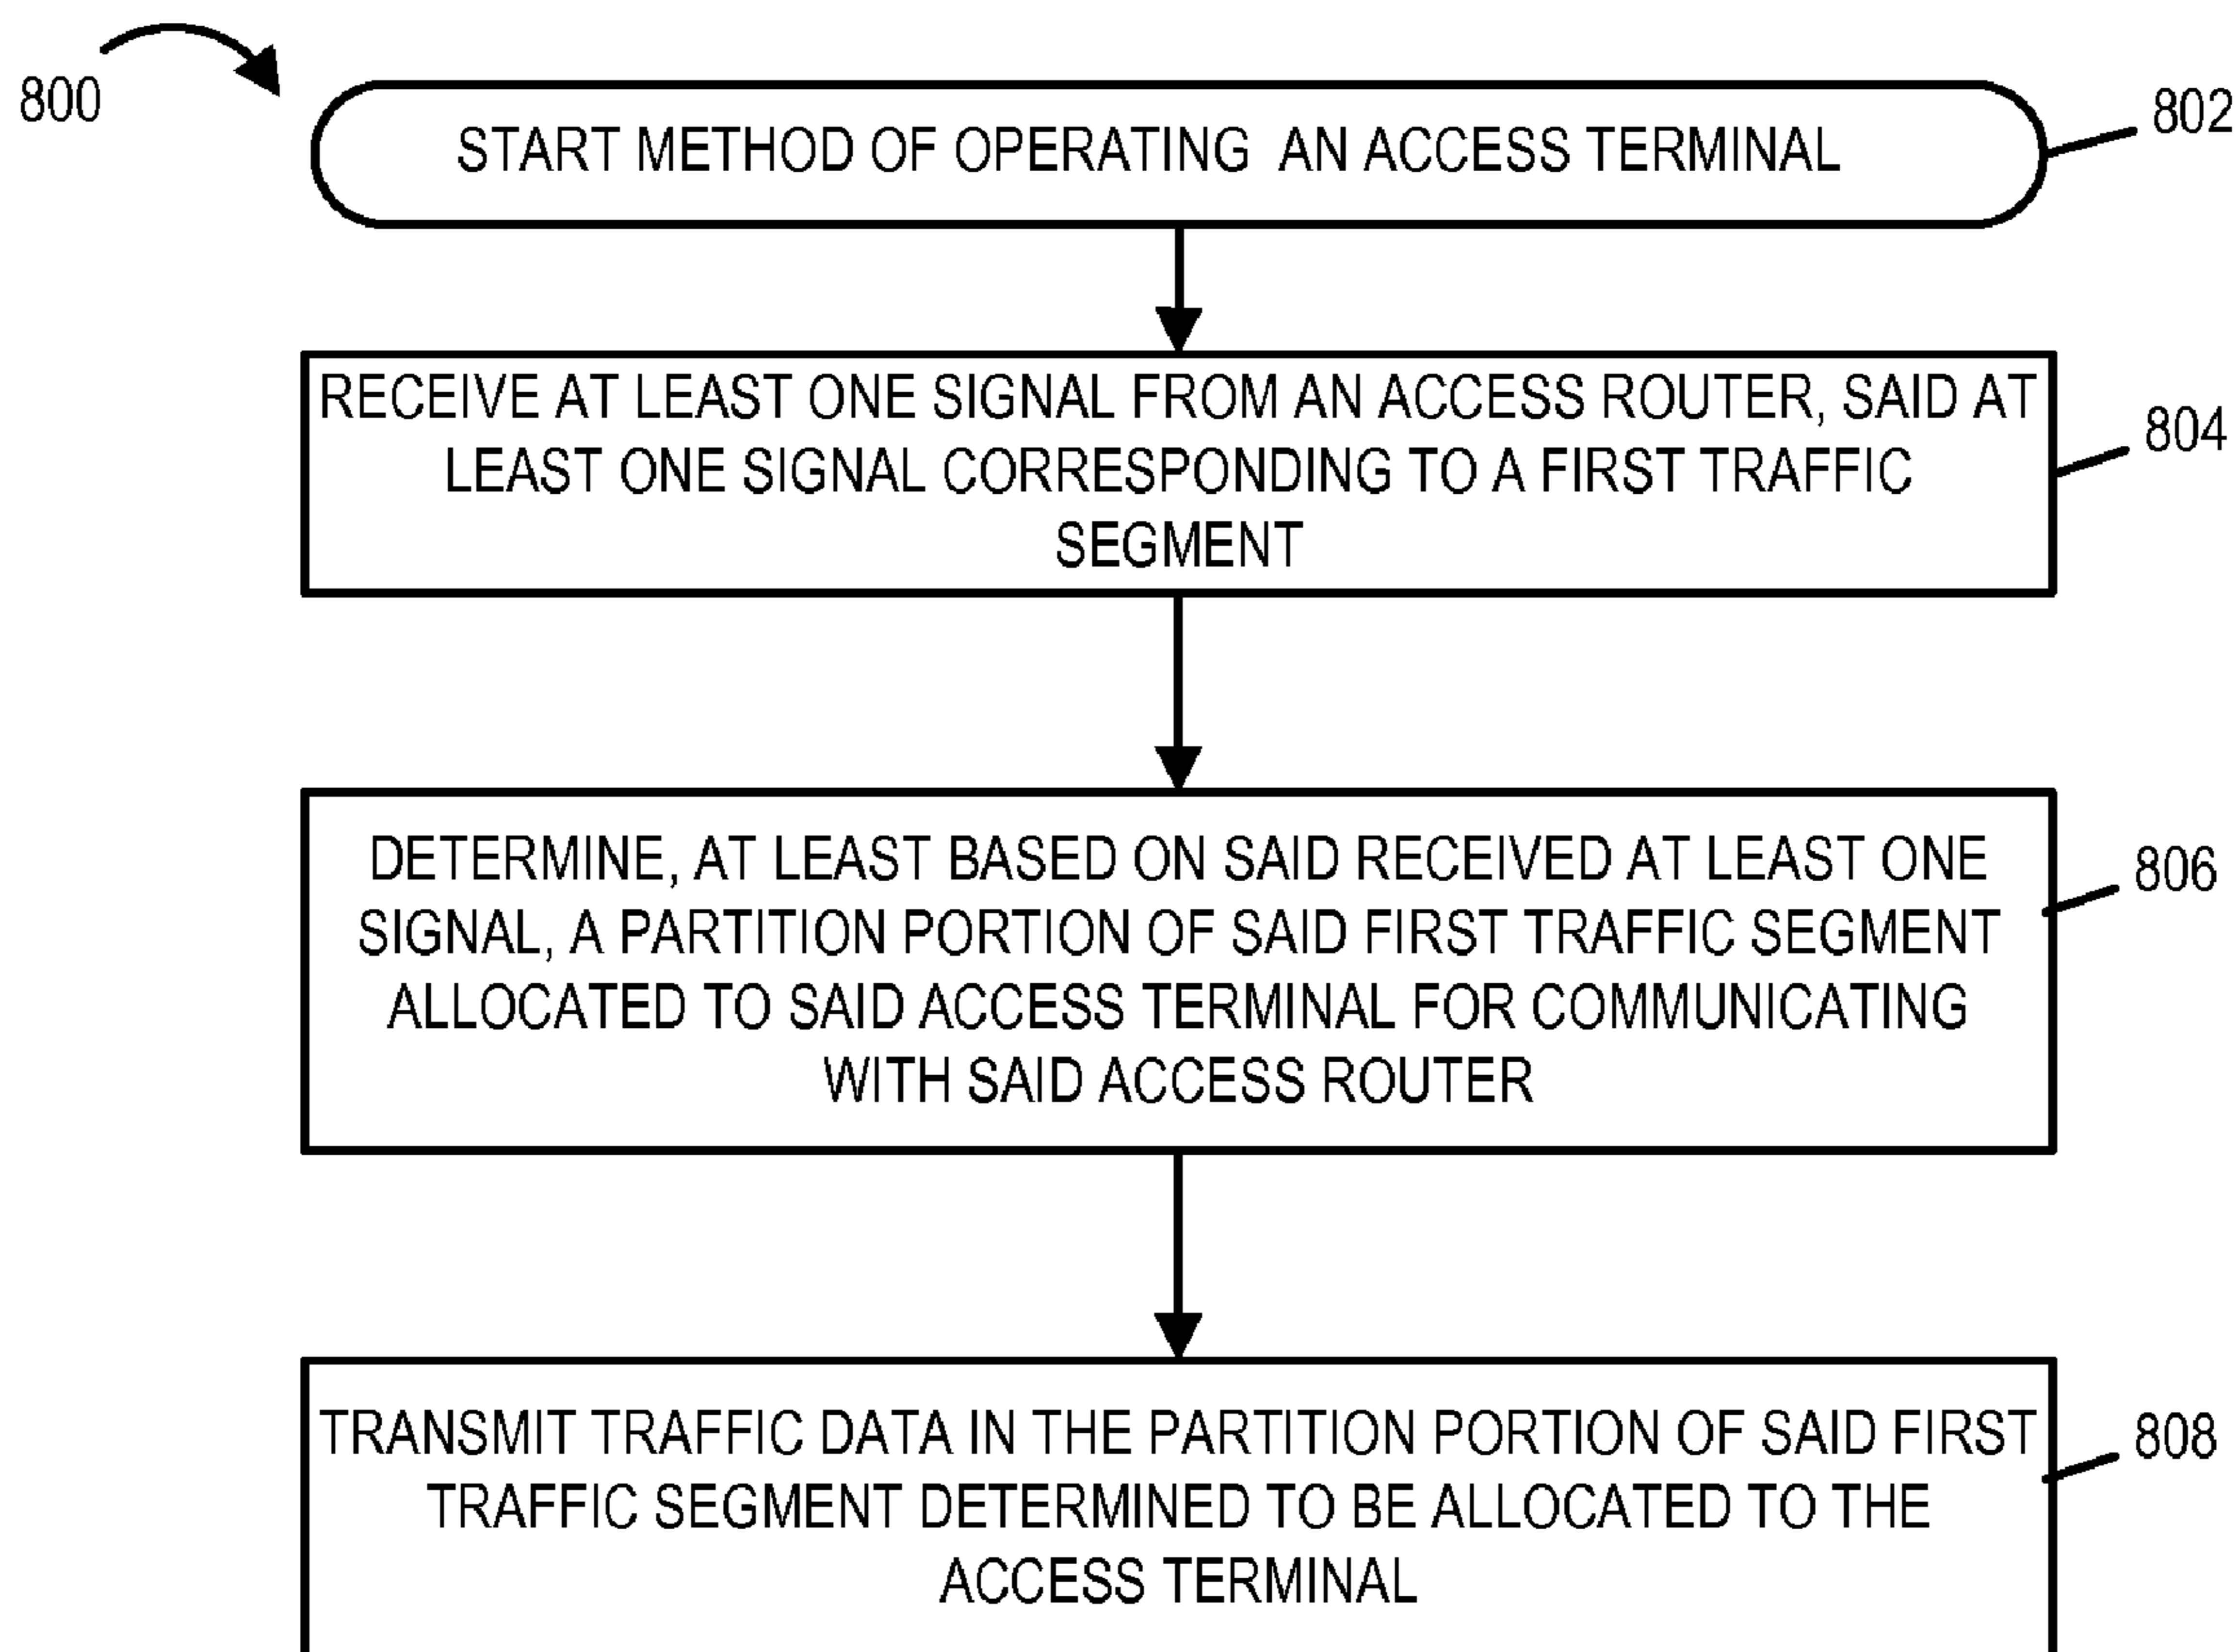 800
START METHOD OF OPERATING AN ACCESS TERMINAL
802
RECEIVE AT LEAST ONE SIGNAL FROM AN ACCESS ROUTER, SAID AT
LEAST ONE SIGNAL CORRESPONDING TO A FIRST TRAFFIC
SEGMENT
804
DETERMINE, AT LEAST BASED ON SAID RECEIVED AT LEAST ONE
SIGNAL, A PARTITION PORTION OF SAID FIRST TRAFFIC SEGMENT
ALLOCATED TO SAID ACCESS TERMINAL FOR COMMUNICATING
WITH SAID ACCESS ROUTER
806
TRANSMIT TRAFFIC DATA IN THE PARTITION PORTION OF SAID FIRST
TRAFFIC SEGMENT DETERMINED TO BE ALLOCATED TO THE
ACCESS TERMINAL
808